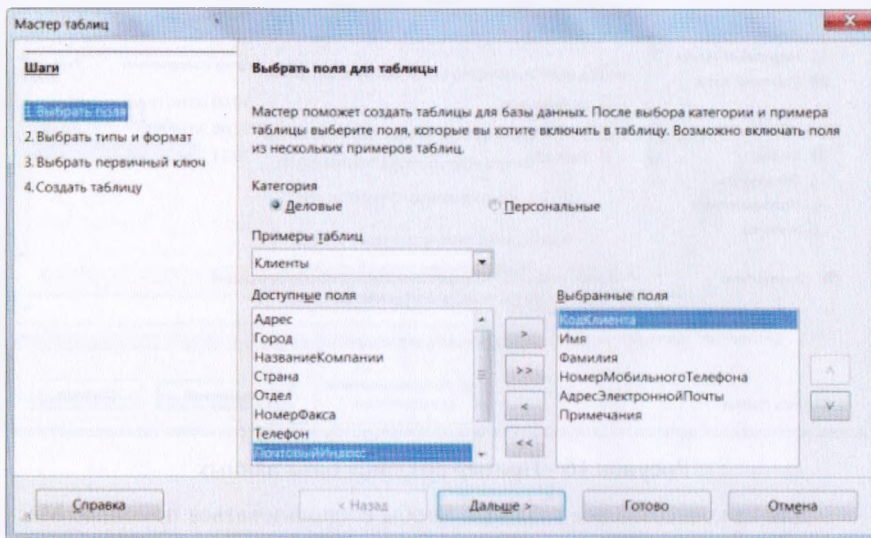 Мастер таблиц
Шаги
1. Выбрать поля
2. Выбрать типы и формат
3. Выбрать первичный ключ
4. Создать таблицу
Выбрать поля для таблицы
Мастер поможет создать таблицы для базы данных. После выбора категории и примера
таблицы выберите поля, которые вы хотите включить в таблицу. Возможно включать поля
из нескольких примеров таблиц.
Категория
Деловые
Персональные
Примеры таблиц
Клиенты
Доступные поля
Адрес
Город
НазваниеКомпании
Страна
Отдел
НомерФакса
Телефон
ПочтовыйИндекс
>
>>
<
<<
Выбранные поля
КодКлиента
Имя
Фамилия
НомерМобильногоТелефона
АдресЭлектроннойПочты
Примечания
Справка
< Назад
Дальше >
Готово
Отмена